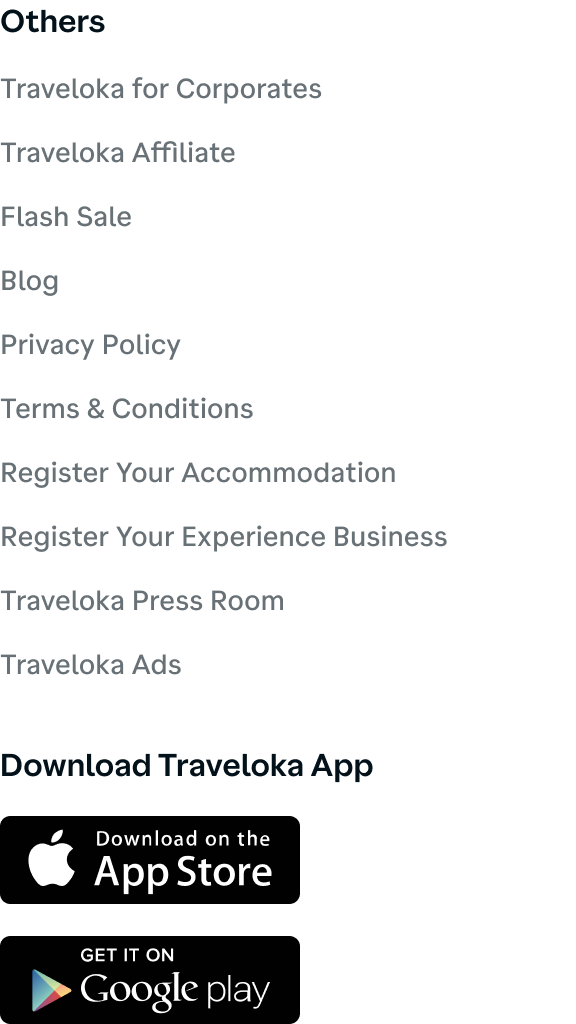 Others
Traveloka for Corporates
Traveloka Affiliate
Flash Sale
Blog
Privacy Policy
Terms & Conditions
Register Your Accommodation
Register Your Experience Business
Traveloka Press Room
Traveloka Ads
Download Traveloka App
Download on the
App Store
GET IT ON
Google play